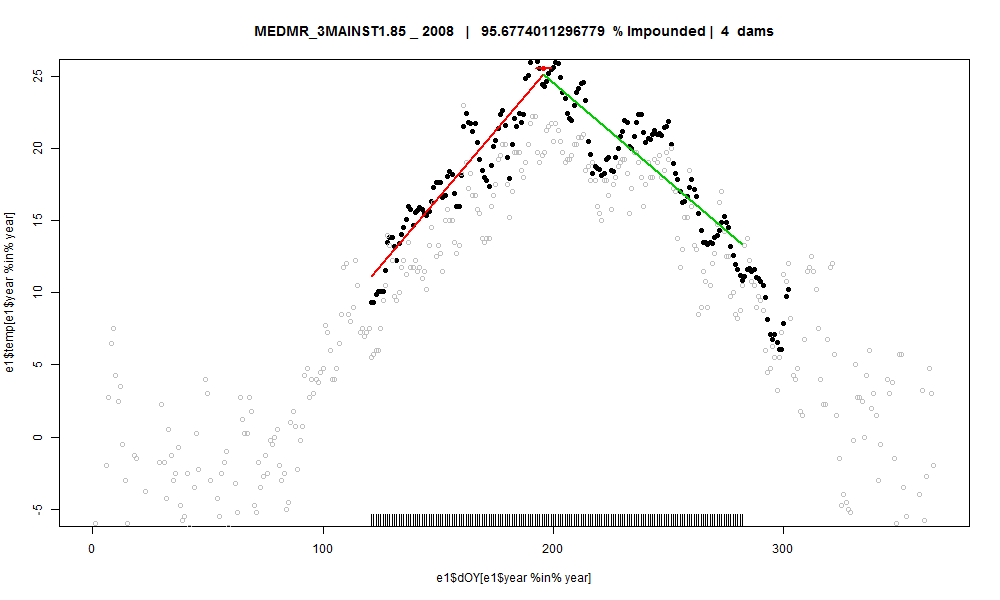 MEDMR_3MAINST1.85 _ 2008 | 95.6774011296779 % Impounded | 4 dams
e1$temp[e1$year %in% year]
25
20
15
10
5
0
-5
0 100 200 300
e1$dOY[e1$year %in% year]